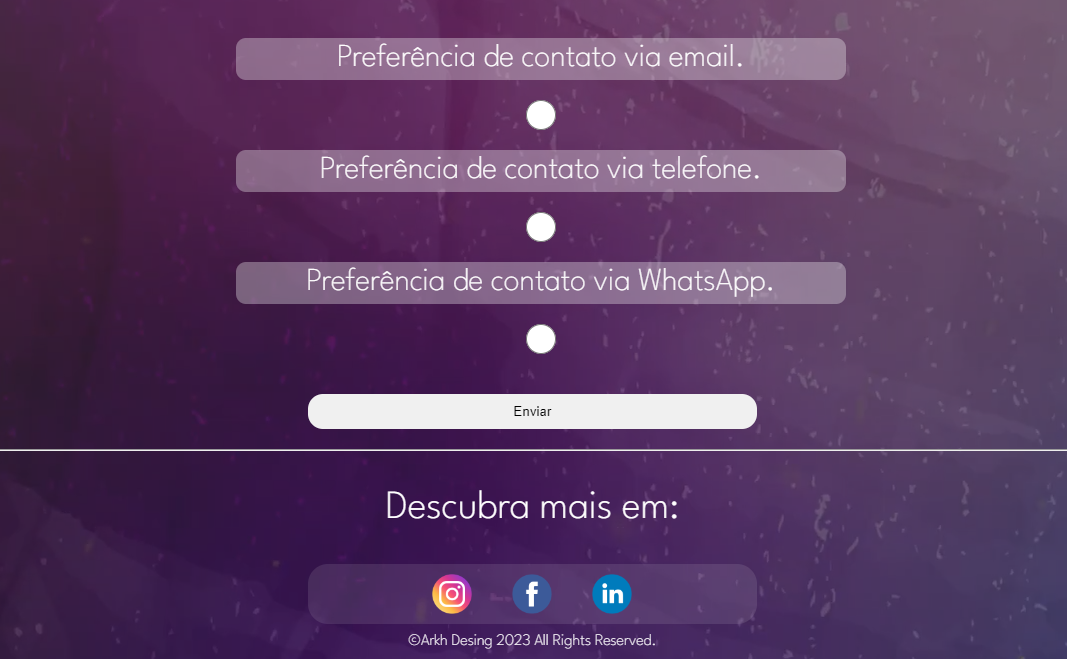 Preferência de contato via email.
Preferência de contato via telefone.
Preferência de contato via WhatsApp.
Enviar
Descubra mais em:
f
in
©Arkh Desing 2023 All Rights Reserved.